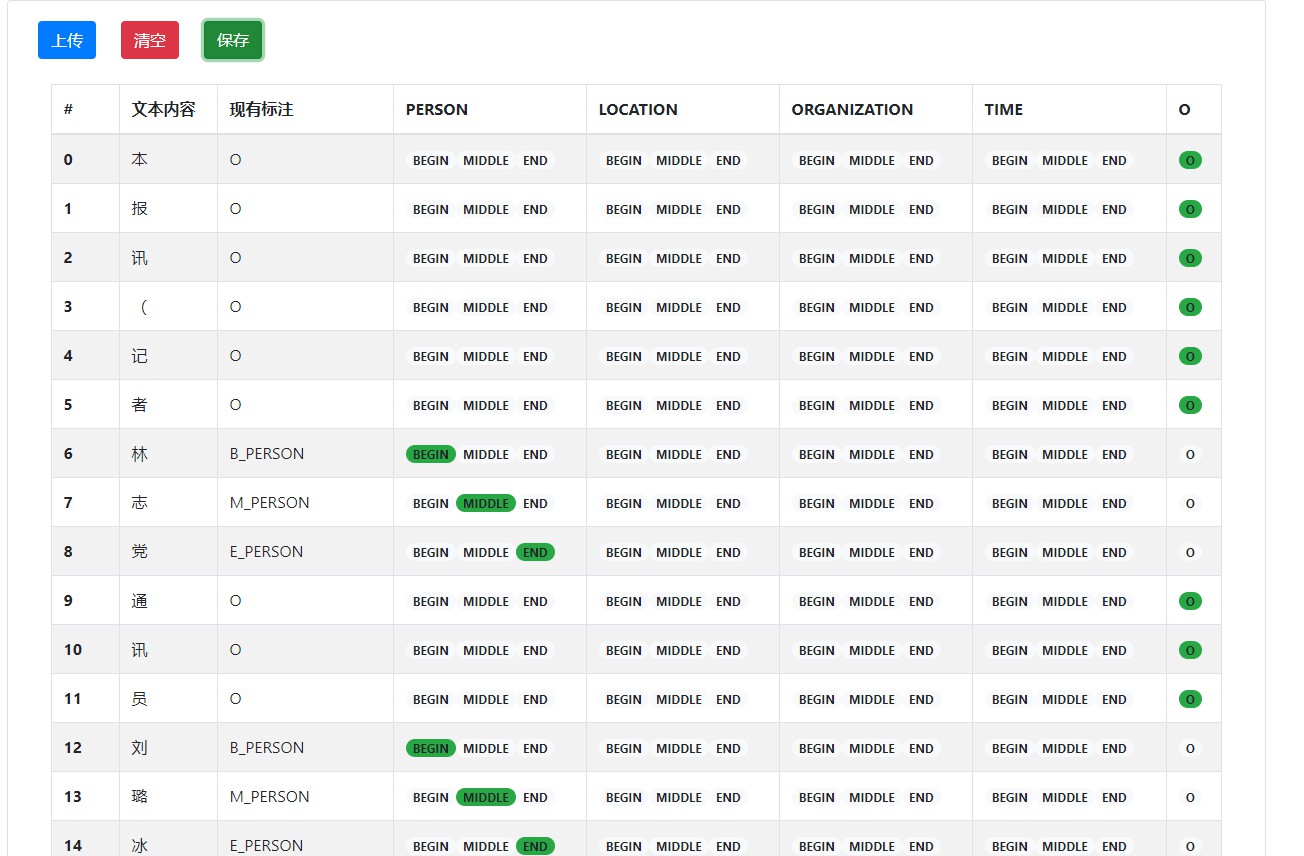 上传 清空 保存
# 文本内容 现有标注 PERSON LOCATION ORGANIZATION TIME O
0 本 O BEGIN MIDDLE END BEGIN MIDDLE END BEGIN MIDDLE END BEGIN MIDDLE END O
1 报 O BEGIN MIDDLE END BEGIN MIDDLE END BEGIN MIDDLE END BEGIN MIDDLE END O
2 讯 O BEGIN MIDDLE END BEGIN MIDDLE END BEGIN MIDDLE END BEGIN MIDDLE END O
3 （ O BEGIN MIDDLE END BEGIN MIDDLE END BEGIN MIDDLE END BEGIN MIDDLE END O
4 记 O BEGIN MIDDLE END BEGIN MIDDLE END BEGIN MIDDLE END BEGIN MIDDLE END O
5 者 O BEGIN MIDDLE END BEGIN MIDDLE END BEGIN MIDDLE END BEGIN MIDDLE END O
6 林 B_PERSON BEGIN MIDDLE END BEGIN MIDDLE END BEGIN MIDDLE END BEGIN MIDDLE END O
7 志 M_PERSON BEGIN MIDDLE END BEGIN MIDDLE END BEGIN MIDDLE END BEGIN MIDDLE END O
8 党 E_PERSON BEGIN MIDDLE END BEGIN MIDDLE END BEGIN MIDDLE END BEGIN MIDDLE END O
9 通 O BEGIN MIDDLE END BEGIN MIDDLE END BEGIN MIDDLE END BEGIN MIDDLE END O
10 讯 O BEGIN MIDDLE END BEGIN MIDDLE END BEGIN MIDDLE END BEGIN MIDDLE END O
11 员 O BEGIN MIDDLE END BEGIN MIDDLE END BEGIN MIDDLE END BEGIN MIDDLE END O
12 刘 B_PERSON BEGIN MIDDLE END BEGIN MIDDLE END BEGIN MIDDLE END BEGIN MIDDLE END O
13 璐 M_PERSON BEGIN MIDDLE END BEGIN MIDDLE END BEGIN MIDDLE END BEGIN MIDDLE END O
14 冰 E_PERSON BEGIN MIDDLE END BEGIN MIDDLE END BEGIN MIDDLE END BEGIN MIDDLE END O